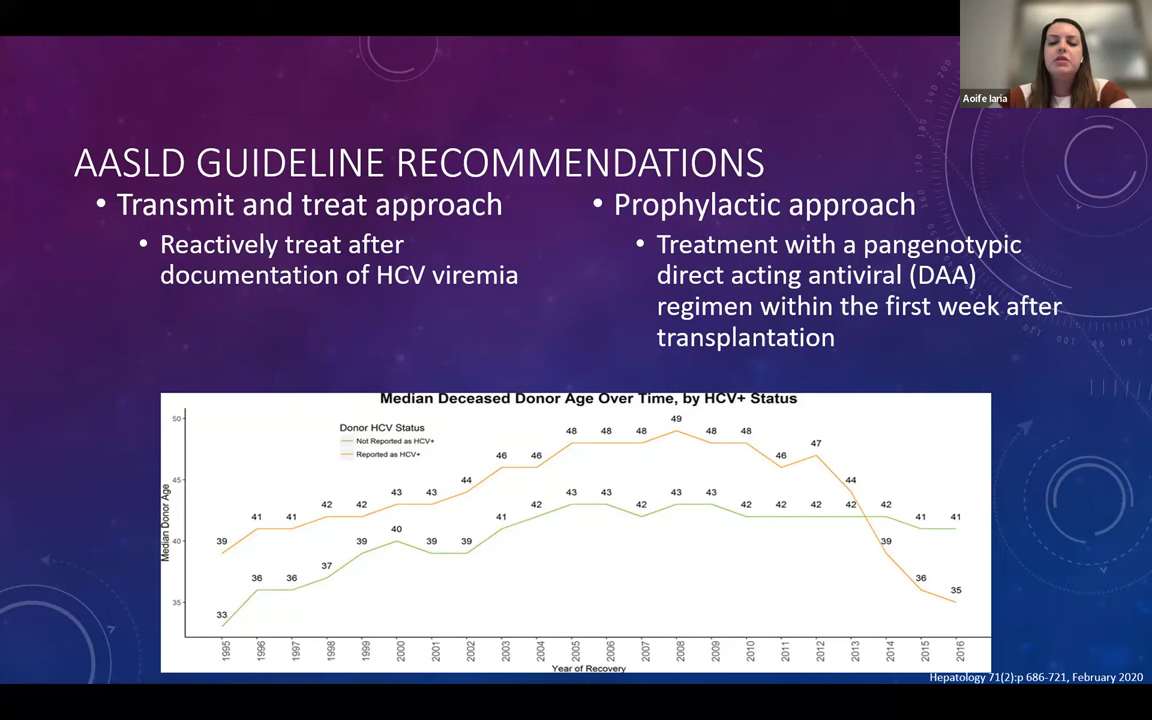 Aoife Iaria
AASLD GUIDELINE RECOMMENDATIONS
• Transmit and treat approach
• Reactively treat after
documentation of HCV viremia
• Prophylactic approach
• Treatment with a pangenotypic
direct acting antiviral (DAA)
regimen within the first week after
transplantation
Median Deceased Donor Age Over Time, by HCV+ Status
Donor HCV Status
Not Reported as HCV+
Reported as HCV+
Median Donor Age
50
45
40
35
39 41 41 42 42 43 43 44 46 46 48 48 48 49 48 48 46 47 44 39 36 35
33 36 36 37 39 40 39 39 41 42 43 43 42 43 43 42 42 42 42 42 41 41
1995 1996 1997 1998 1999 2000 2001 2002 2003 2004 2005 2006 2007 2008 2009 2010 2011 2012 2013 2014 2015 2016
Year of Recovery
Hepatology 71(2):p 686-721, February 2020